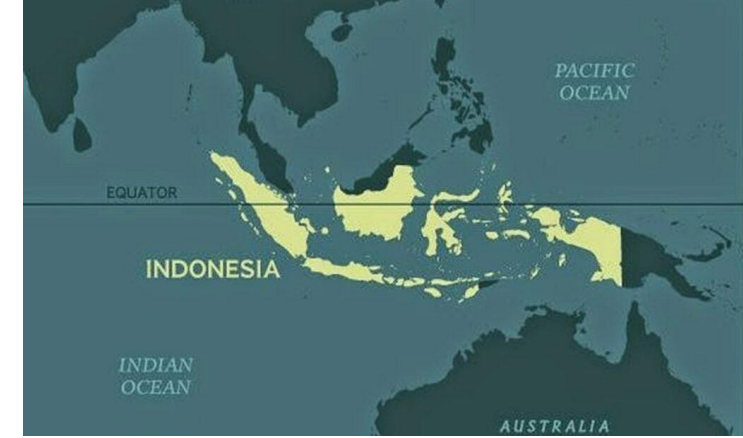 PACIFIC
OCEAN
EQUATOR
INDONESIA
INDIAN
OCEAN
AUSTRALIA